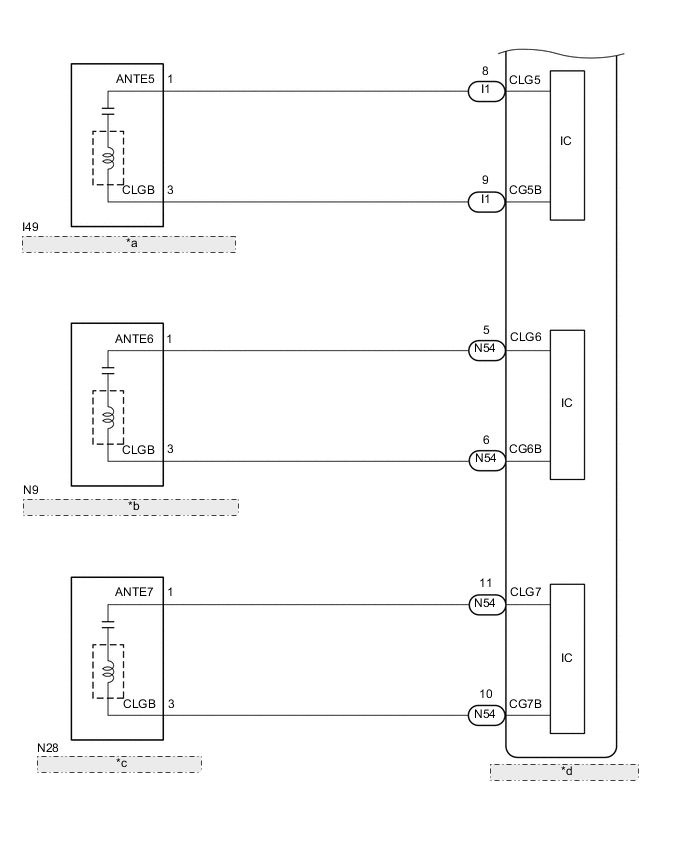 8
ANTE5 1 CLG5
I1
IC
9
CLGB 3 CG5B
I1
I49
*a
5
ANTE6 1 CLG6
N54
IC
6
CLGB 3 CG6B
N54
N9
*b
11
ANTE7 1 CLG7
N54
IC
10
CLGB 3 CG7B
N54
N28
*c
*d